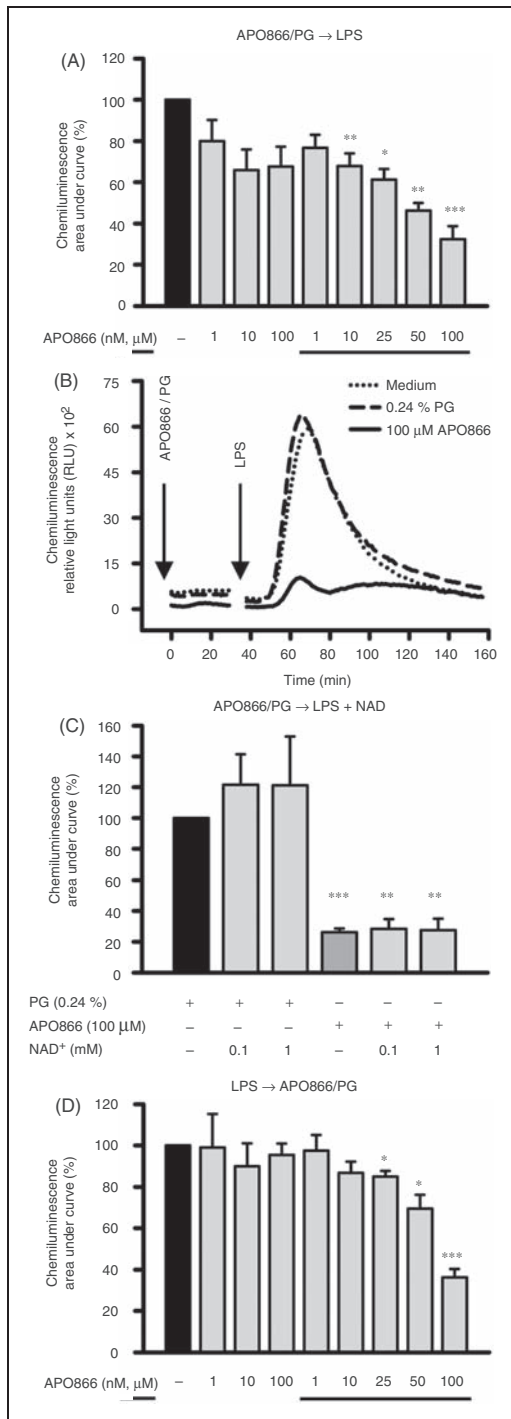 APO866/PG → LPS
(A)
Chemiluminescence
area under curve (%)
120
100
80
60
40
20
0
** * ** ***
APO866 (nM, μM) – 1 10 100 1 10 25 50 100
(B)
Chemiluminescence
relative light units (RLU) x 10²
75
60
45
30
15
0
APO866 / PG
LPS
Medium
0.24 % PG
100 μM APO866
0 20 40 60 80 100 120 140 160
Time (min)
APO866/PG → LPS + NAD
(C)
Chemiluminescence
area under curve (%)
160
140
120
100
80
60
40
20
0
*** ** **
PG (0.24 %) + + + – – –
APO866 (100 μM) – – – + + +
NAD⁺ (mM) – 0.1 1 – 0.1 1
LPS → APO866/PG
(D)
Chemiluminescence
area under curve (%)
120
100
80
60
40
20
0
* * ***
APO866 (nM, μM) – 1 10 100 1 10 25 50 100